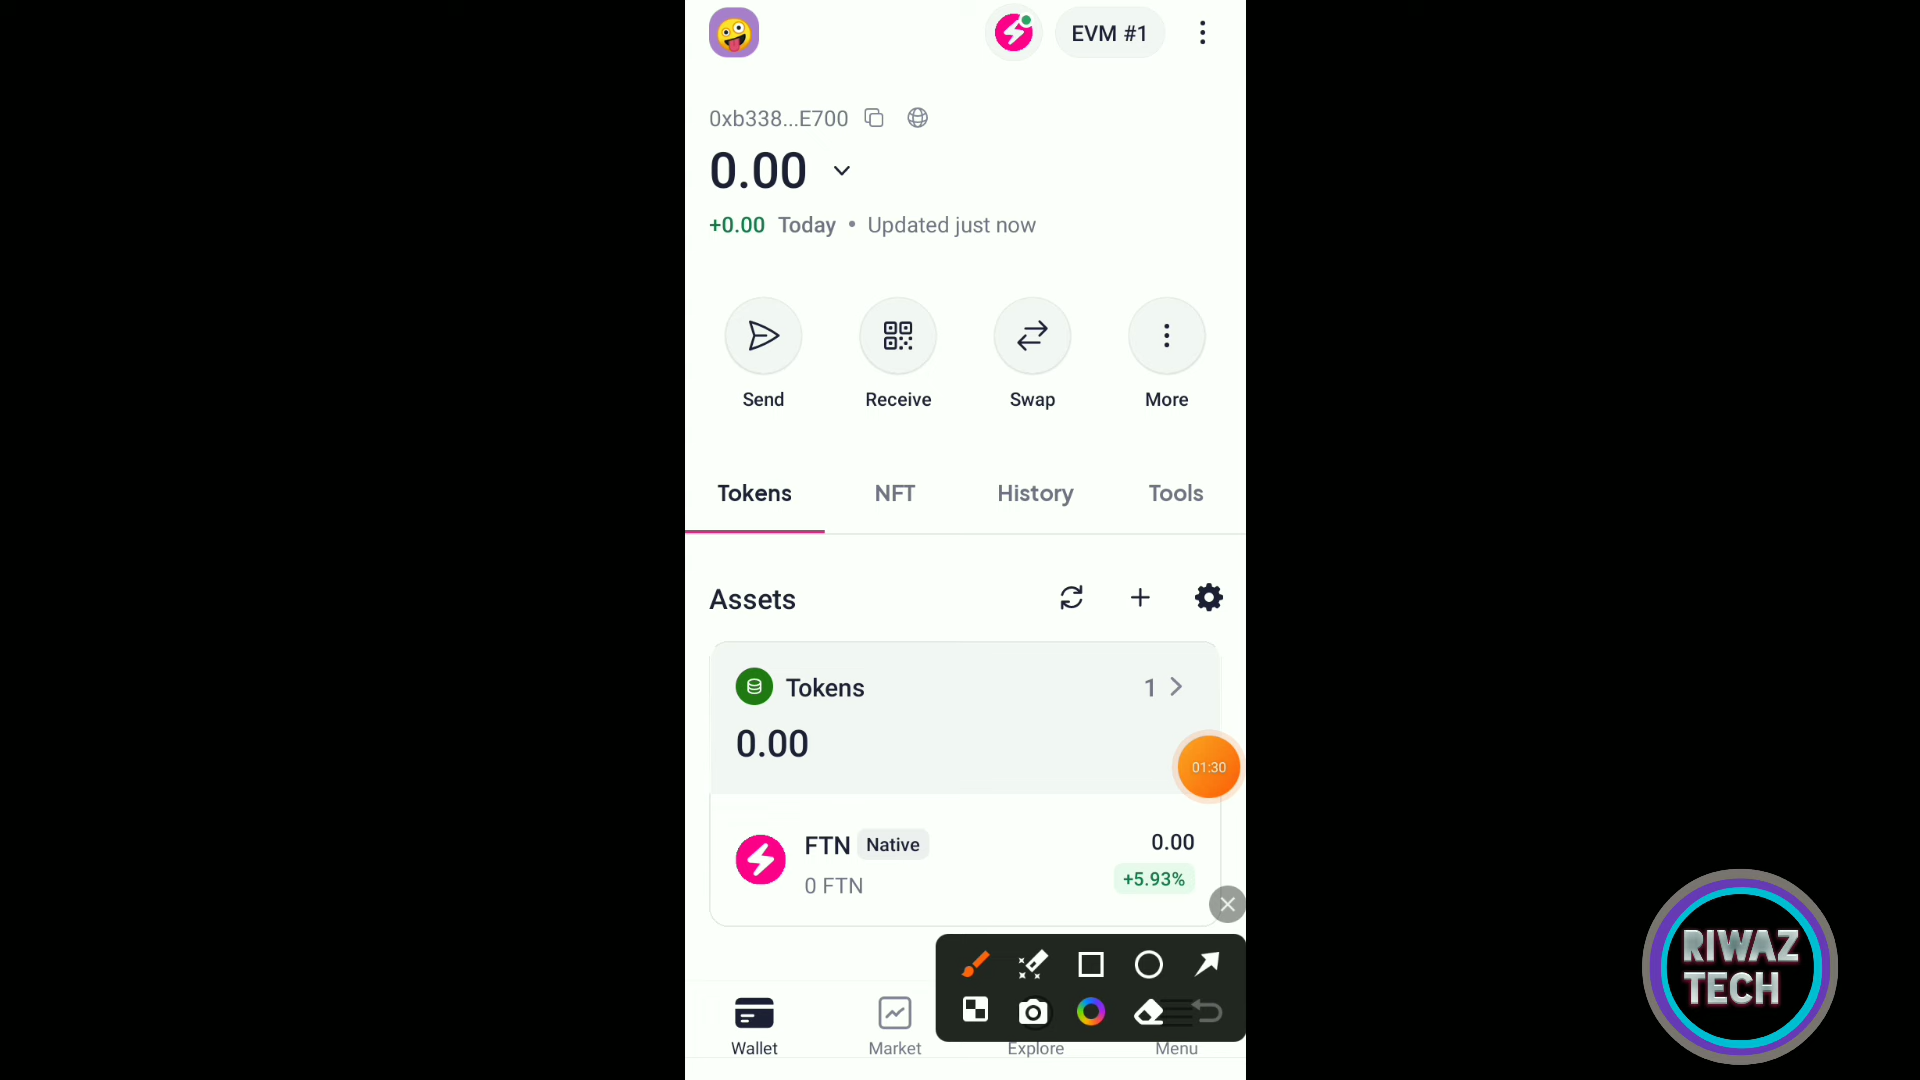 EVM #1
0xb338...E700
0.00
+0.00 Today • Updated just now
Send Receive Swap More
Tokens NFT History Tools
Assets
Tokens 1
0.00
01:30
FTN Native 0.00
0 FTN +5.93%
Wallet Market Explore Menu
RIWAZ
TECH